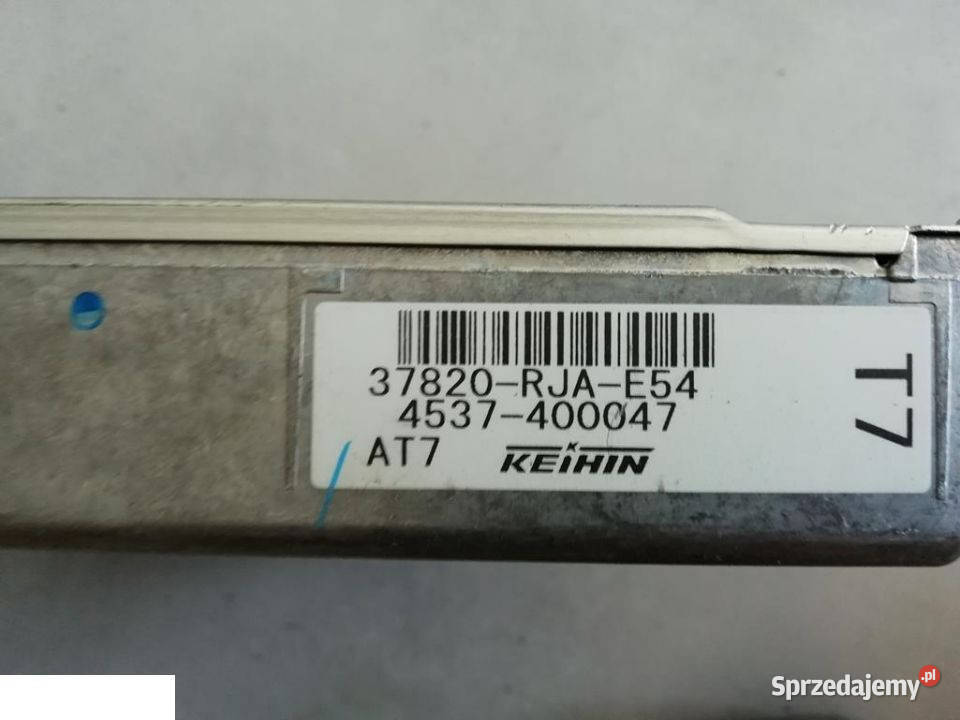 37820-RJA-E54
4537-400047
AT7 KEIHIN
T7
Sprzedajemy.pl